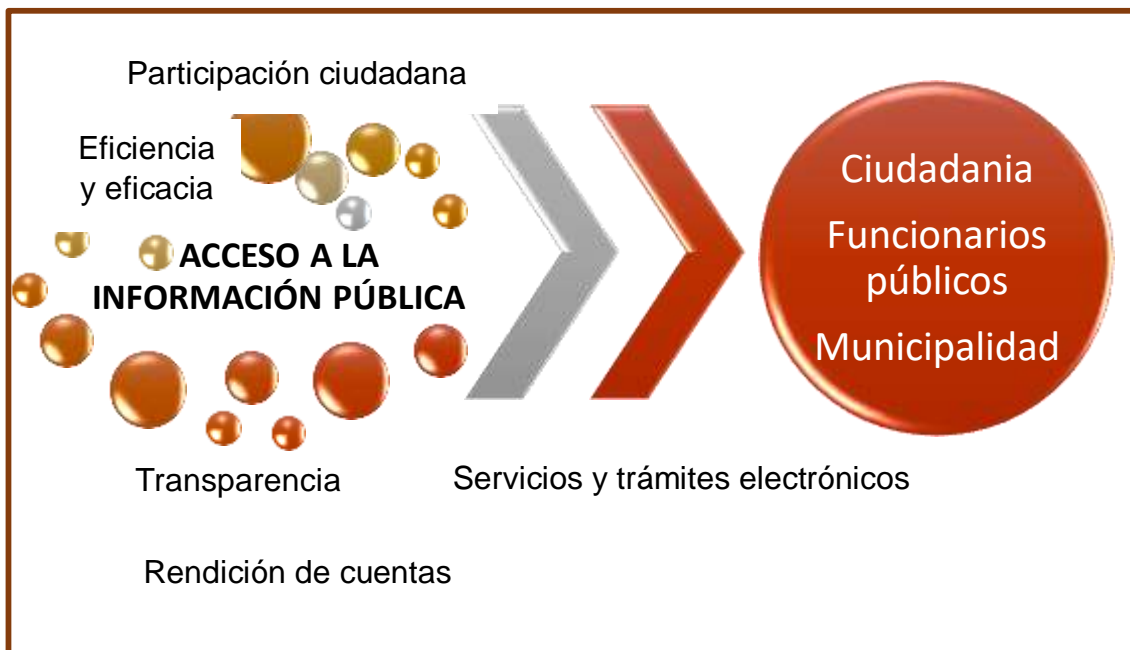 Participación ciudadana
Eficiencia
y eficacia
ACCESO A LA
INFORMACIÓN PÚBLICA
Ciudadania
Funcionarios
públicos
Municipalidad
Transparencia
Servicios y trámites electrónicos
Rendición de cuentas